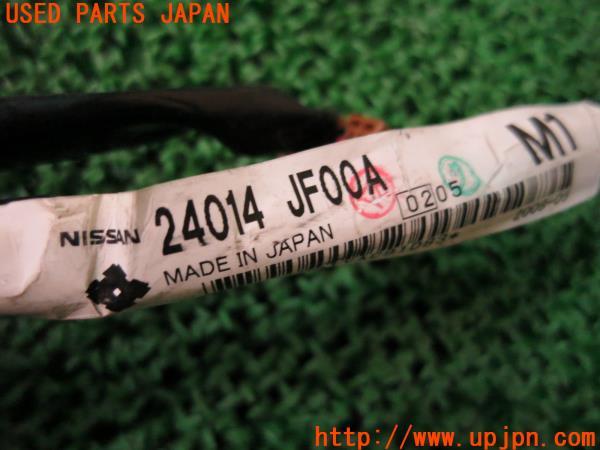 USED PARTS JAPAN
NISSAN 24014 JF00A 0205 M1
MADE IN JAPAN
http://www.upjpn.com